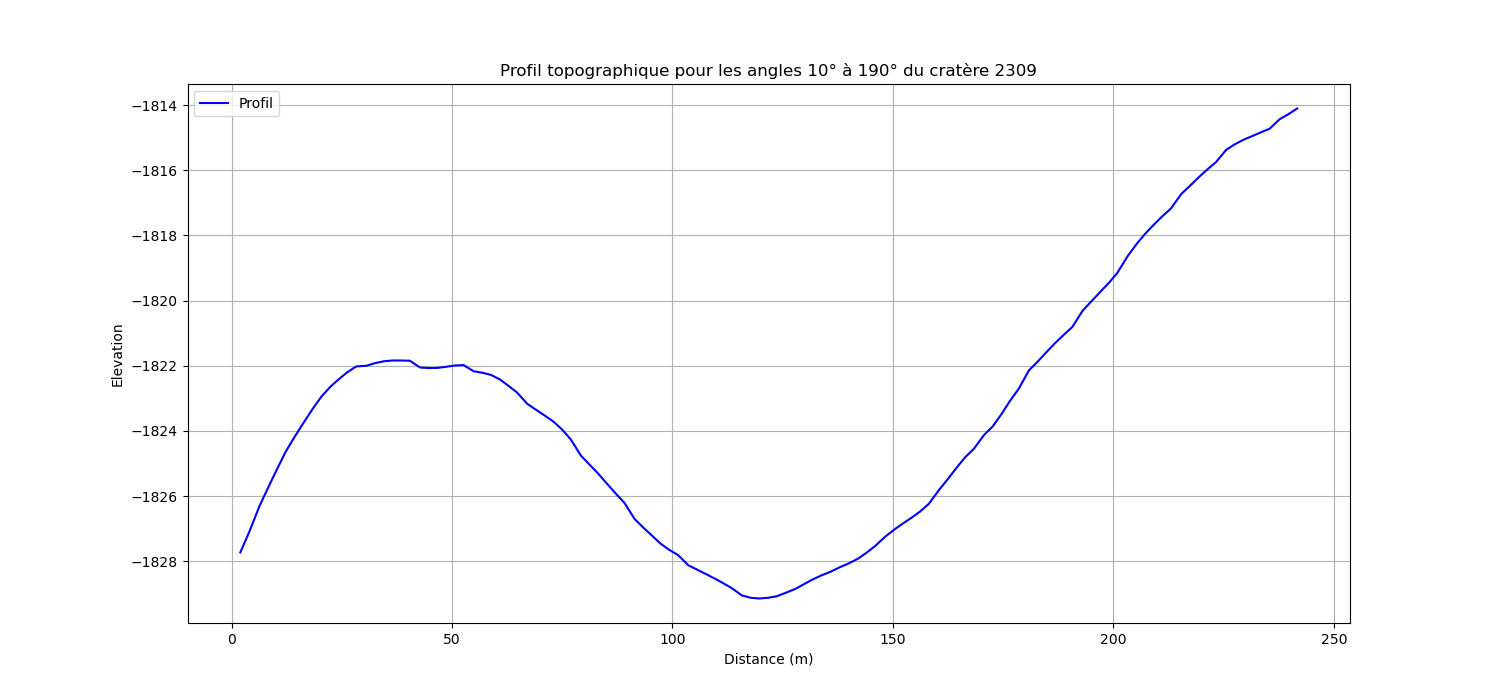 Profil topographique pour les angles 10° à 190° du cratère 2309
Profil
−1814
−1816
−1818
−1820
−1822
−1824
−1826
−1828
Elevation
0 50 100 150 200 250
Distance (m)